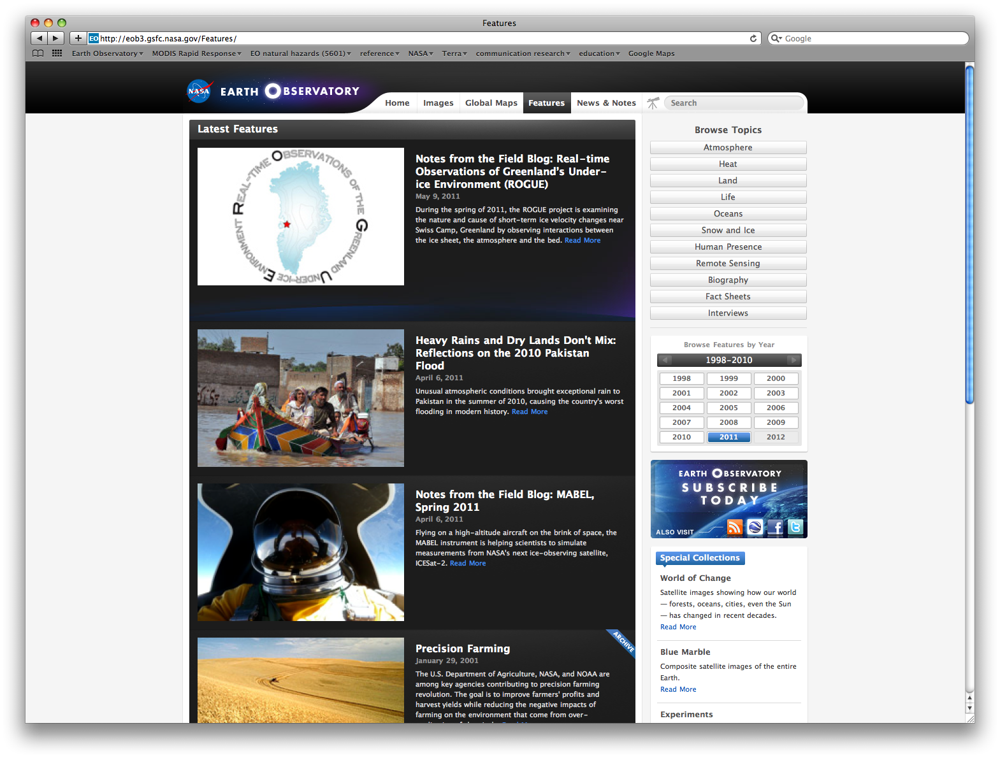 Features
http://eob3.gsfc.nasa.gov/Features/
Google
Earth Observatory
MODIS Rapid Response
EO natural hazards (5601)
reference
NASA
Terra
communication research
education
Google Maps
NASA
EARTH OBSERVATORY
Home
Images
Global Maps
Features
News & Notes
Search
Latest Features
REAL-TIME OBSERVATIONS OF THE GREENLAND UNDER-ICE ENVIRONMENT
Notes from the Field Blog: Real-time
Observations of Greenland's Under-
ice Environment (ROGUE)
May 9, 2011
During the spring of 2011, the ROGUE project is examining
the nature and cause of short-term ice velocity changes near
Swiss Camp, Greenland by observing interactions between
the ice sheet, the atmosphere and the bed. Read More
Heavy Rains and Dry Lands Don't Mix:
Reflections on the 2010 Pakistan
Flood
April 6, 2011
Unusual atmospheric conditions brought exceptional rain to
Pakistan in the summer of 2010, causing the country's worst
flooding in modern history. Read More
Notes from the Field Blog: MABEL,
Spring 2011
April 6, 2011
Flying on a high-altitude aircraft on the brink of space, the
MABEL instrument is helping scientists to simulate
measurements from NASA's next ice-observing satellite,
ICESat-2. Read More
ARCHIVE
Precision Farming
January 29, 2001
The U.S. Department of Agriculture, NASA, and NOAA are
among key agencies contributing to precision farming
revolution. The goal is to improve farmers' profits and
harvest yields while reducing the negative impacts of
farming on the environment that come from over-
Browse Topics
Atmosphere
Heat
Land
Life
Oceans
Snow and Ice
Human Presence
Remote Sensing
Biography
Fact Sheets
Interviews
Browse Features by Year
1998-2010
1998 1999 2000
2001 2002 2003
2004 2005 2006
2007 2008 2009
2010 2011 2012
EARTH OBSERVATORY
SUBSCRIBE
TODAY
ALSO VISIT
Special Collections
World of Change
Satellite images showing how our world
— forests, oceans, cities, even the Sun
— has changed in recent decades.
Read More
Blue Marble
Composite satellite images of the entire
Earth.
Read More
Experiments